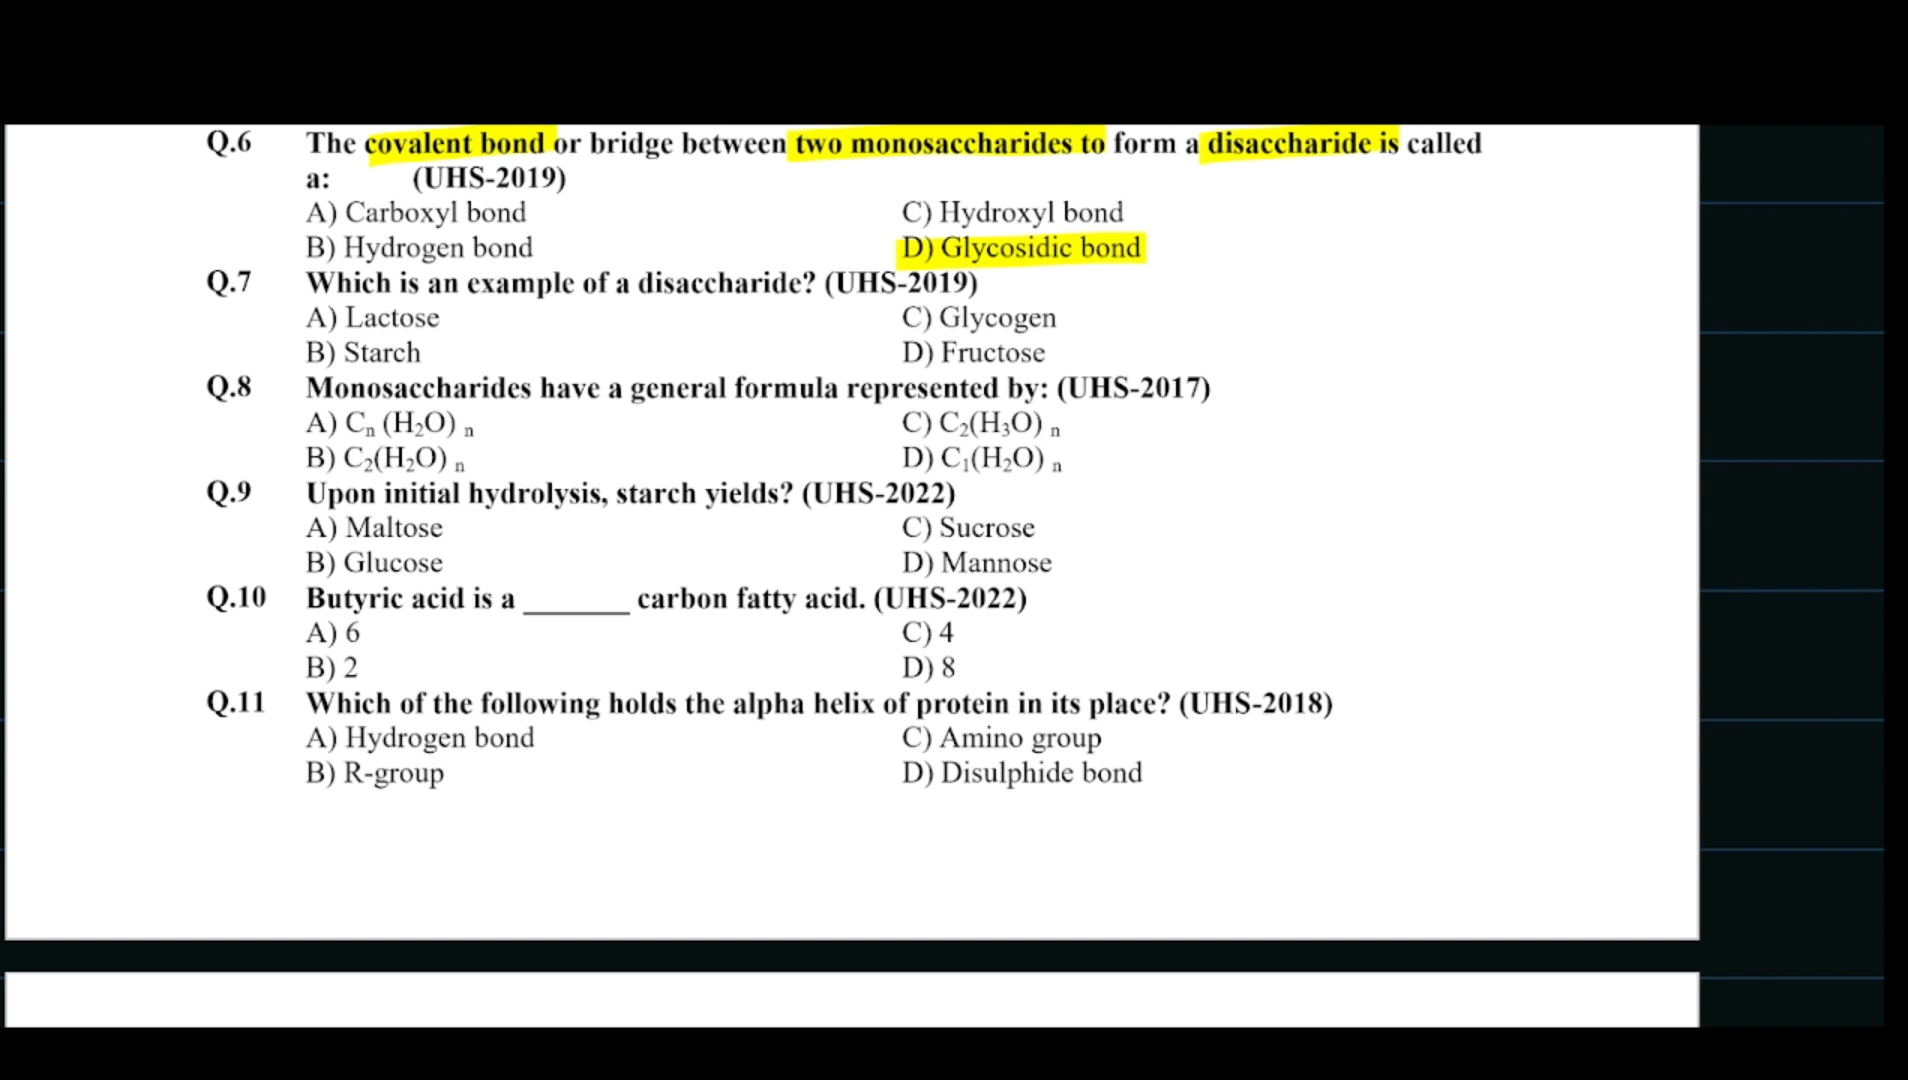 Q.6 The covalent bond or bridge between two monosaccharides to form a disaccharide is called
a: (UHS-2019)
A) Carboxyl bond C) Hydroxyl bond
B) Hydrogen bond D) Glycosidic bond
Q.7 Which is an example of a disaccharide? (UHS-2019)
A) Lactose C) Glycogen
B) Starch D) Fructose
Q.8 Monosaccharides have a general formula represented by: (UHS-2017)
A) Cₙ (H₂O) ₙ C) C₂(H₃O) ₙ
B) C₂(H₂O) ₙ D) C₁(H₂O) ₙ
Q.9 Upon initial hydrolysis, starch yields? (UHS-2022)
A) Maltose C) Sucrose
B) Glucose D) Mannose
Q.10 Butyric acid is a _______ carbon fatty acid. (UHS-2022)
A) 6 C) 4
B) 2 D) 8
Q.11 Which of the following holds the alpha helix of protein in its place? (UHS-2018)
A) Hydrogen bond C) Amino group
B) R-group D) Disulphide bond